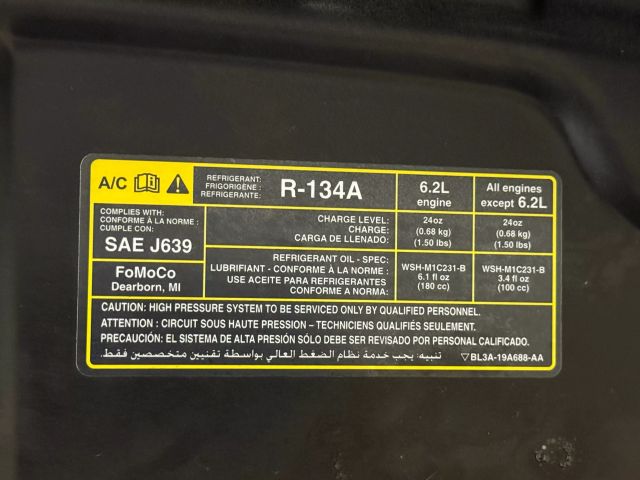 A/C
REFRIGERANT:
FRIGORIGÈNE :
REFRIGERANTE:
R-134A
6.2L
engine
All engines
except 6.2L
COMPLIES WITH:
CONFORME À LA NORME :
CUMPLE CON:
SAE J639
CHARGE LEVEL:
CHARGE:
CARGA DE LLENADO:
24oz
(0.68 kg)
(1.50 lbs)
24oz
(0.68 kg)
(1.50 lbs)
FoMoCo
Dearborn, MI
REFRIGERANT OIL - SPEC:
LUBRIFIANT - CONFORME À LA NORME :
USE ACEITE PARA REFRIGERANTES
CONFORME A NORMA:
WSH-M1C231-B
6.1 fl oz
(180 cc)
WSH-M1C231-B
3.4 fl oz
(100 cc)
CAUTION: HIGH PRESSURE SYSTEM TO BE SERVICED ONLY BY QUALIFIED PERSONNEL.
ATTENTION : CIRCUIT SOUS HAUTE PRESSION – TECHNICIENS QUALIFIÉS SEULEMENT.
PRECAUCIÓN: EL SISTEMA DE ALTA PRESIÓN SÓLO DEBE SER REVISADO POR PERSONAL CALIFICADO.
تنبيه: يجب خدمة نظام الضغط العالي بواسطة تقنيين متخصصين فقط.
BL3A-19A688-AA